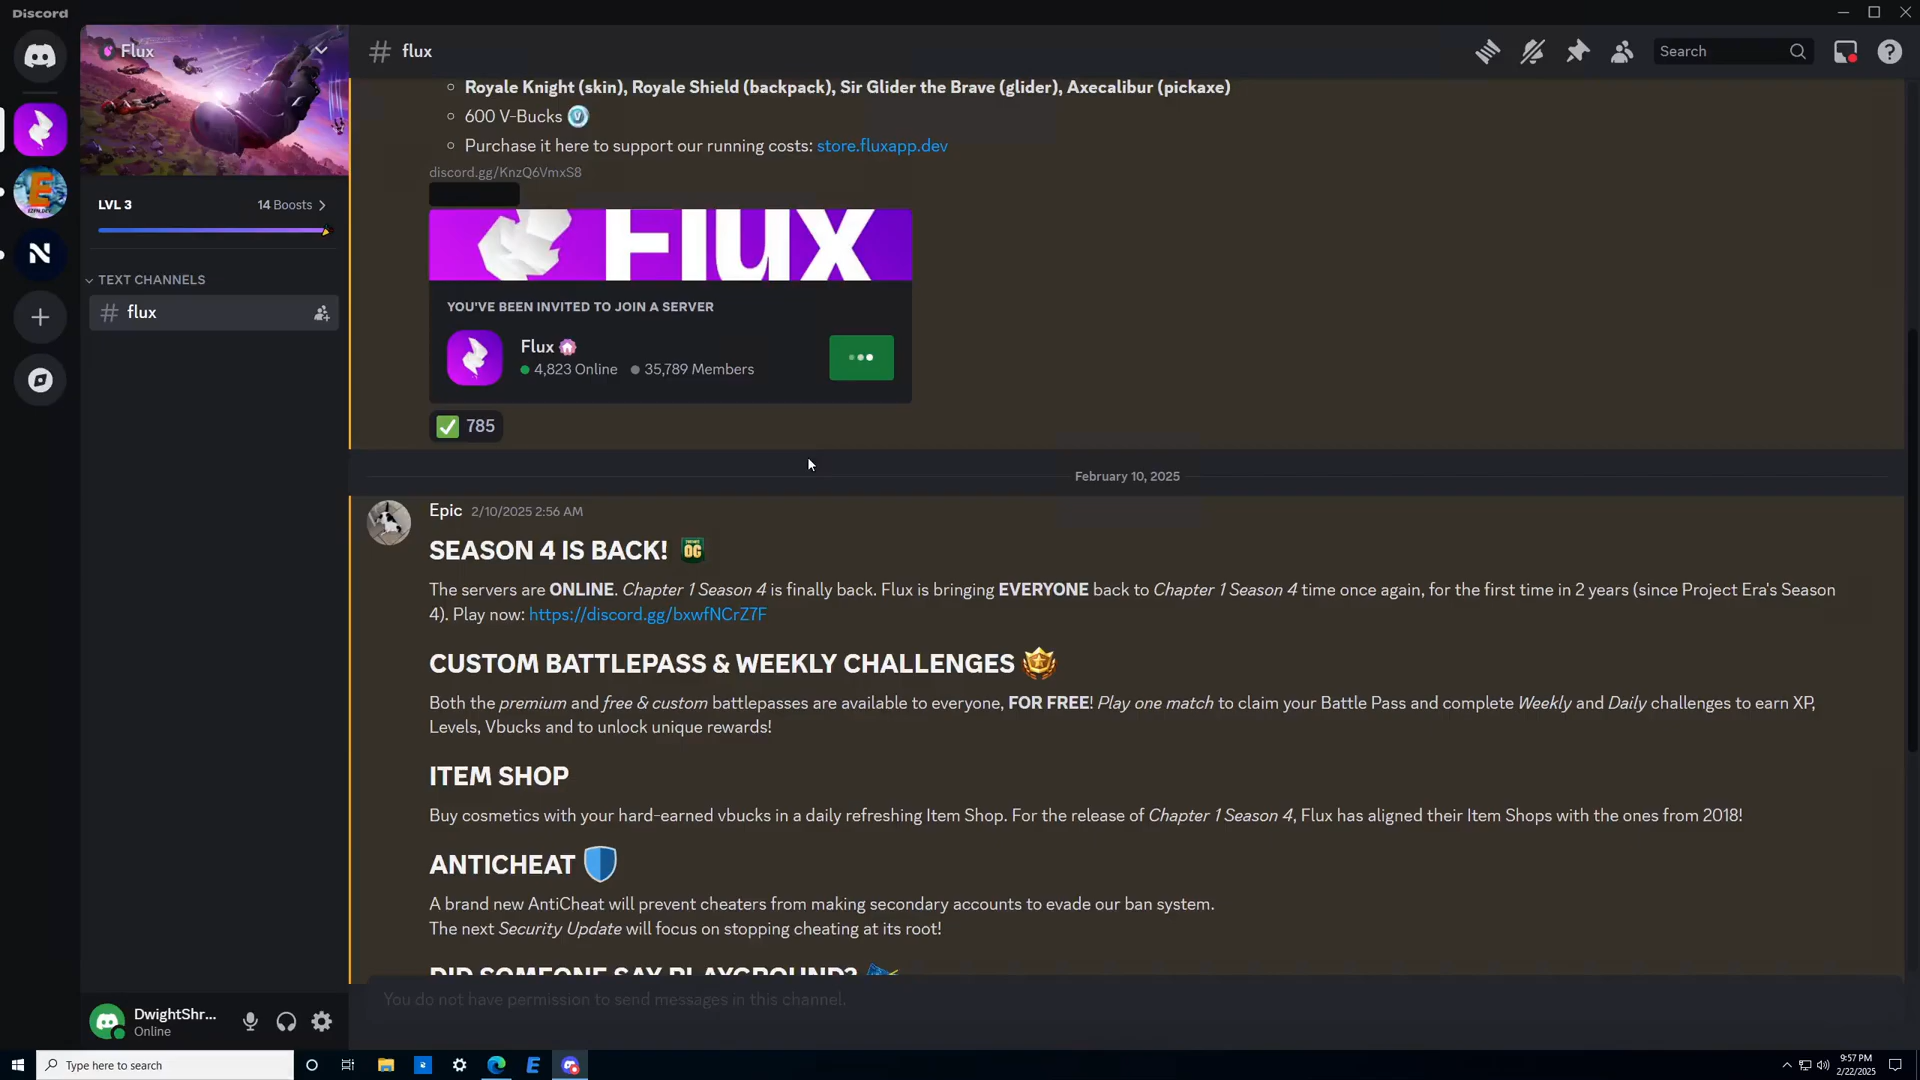 Discord
Flux
flux
Search
Royale Knight (skin), Royale Shield (backpack), Sir Glider the Brave (glider), Axecalibur (pickaxe)
600 V-Bucks
Purchase it here to support our running costs: store.fluxapp.dev
discord.gg/KnzQ6VmxS8
LVL 3
14 Boosts
Flux
TEXT CHANNELS
flux
YOU'VE BEEN INVITED TO JOIN A SERVER
Flux
4,823 Online
35,789 Members
785
February 10, 2025
Epic 2/10/2025 2:56 AM
SEASON 4 IS BACK!
The servers are ONLINE. Chapter 1 Season 4 is finally back. Flux is bringing EVERYONE back to Chapter 1 Season 4 time once again, for the first time in 2 years (since Project Era's Season
4). Play now: https://discord.gg/bxwfNCrZ7F
CUSTOM BATTLEPASS & WEEKLY CHALLENGES
Both the premium and free & custom battlepasses are available to everyone, FOR FREE! Play one match to claim your Battle Pass and complete Weekly and Daily challenges to earn XP,
Levels, Vbucks and to unlock unique rewards!
ITEM SHOP
Buy cosmetics with your hard-earned vbucks in a daily refreshing Item Shop. For the release of Chapter 1 Season 4, Flux has aligned their Item Shops with the ones from 2018!
ANTICHEAT
A brand new AntiCheat will prevent cheaters from making secondary accounts to evade our ban system.
The next Security Update will focus on stopping cheating at its root!
DID SOMEONE SAY PLAYGROUND?
You do not have permission to send messages in this channel.
DwightShr...
Online
Type here to search
9:57 PM
2/22/2025